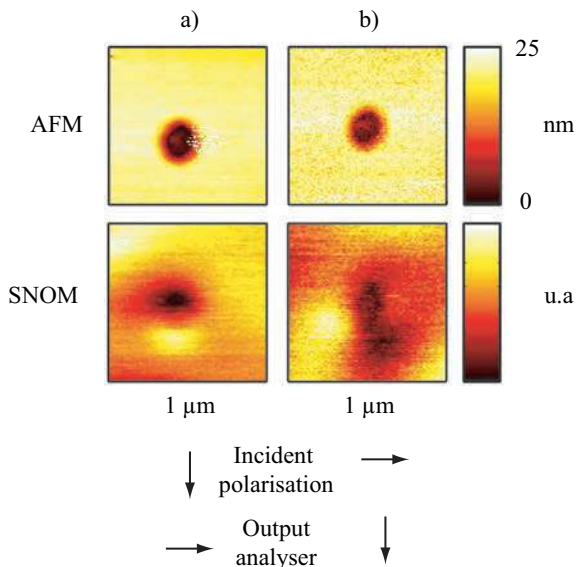 a) b)
AFM
25
nm
0
SNOM
u.a
1 µm 1 µm
Incident
polarisation
Output
analyser